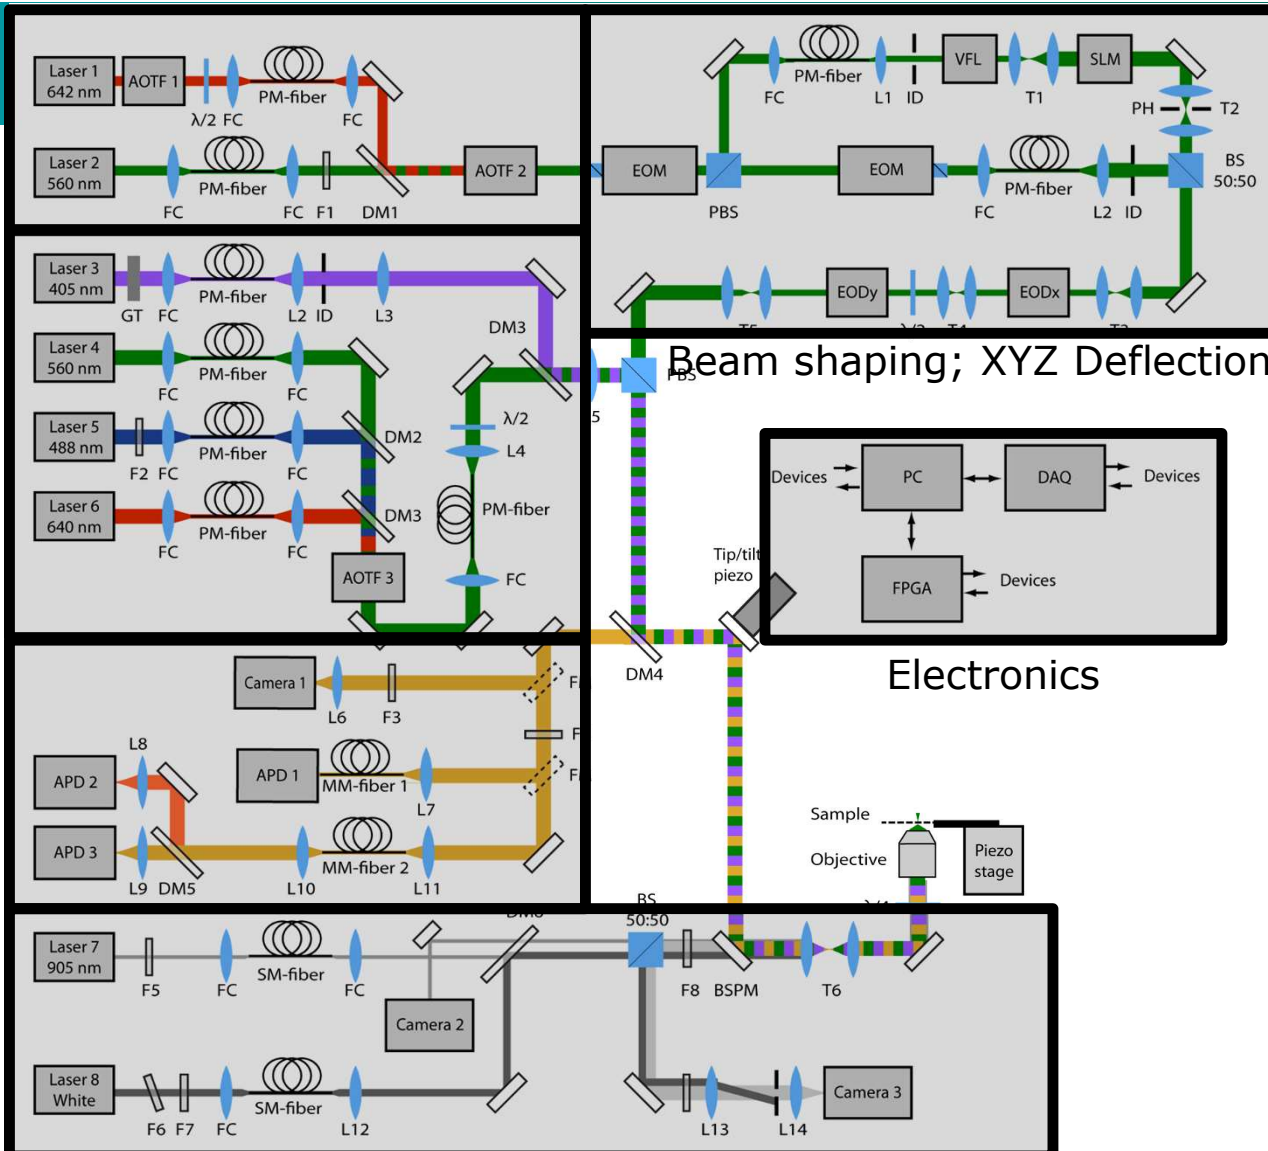 Laser 1
642 nm
AOTF 1
λ/2 FC
PM-fiber
FC
Laser 2
560 nm
FC
PM-fiber
FC F1
DM1
AOTF 2
EOM
PBS
FC
PM-fiber
L1 ID
VFL
T1
SLM
PH
T2
EOM
FC
PM-fiber
L2 ID
BS
50:50
EODy
EODx
Laser 3
405 nm
GT FC
PM-fiber
L2 ID
L3
DM3
Laser 4
560 nm
FC
PM-fiber
FC
Laser 5
488 nm
F2 FC
PM-fiber
FC
DM2
Laser 6
640 nm
FC
PM-fiber
FC
DM3
AOTF 3
λ/2
L4
PM-fiber
FC
5
PBS
Beam shaping; XYZ Deflection
Devices
PC
DAQ
Devices
FPGA
Devices
Electronics
Tip/tilt
piezo
DM4
Camera 1
L6
F3
F
F
F
APD 1
MM-fiber 1
L7
APD 2
L8
APD 3
L9 DM5
L10
MM-fiber 2
L11
Sample
Objective
Piezo
stage
BS
50:50
Laser 7
905 nm
F5
FC
SM-fiber
FC
Camera 2
F8 BSPM
T6
Laser 8
White
F6 F7
FC
SM-fiber
L12
L13
L14
Camera 3